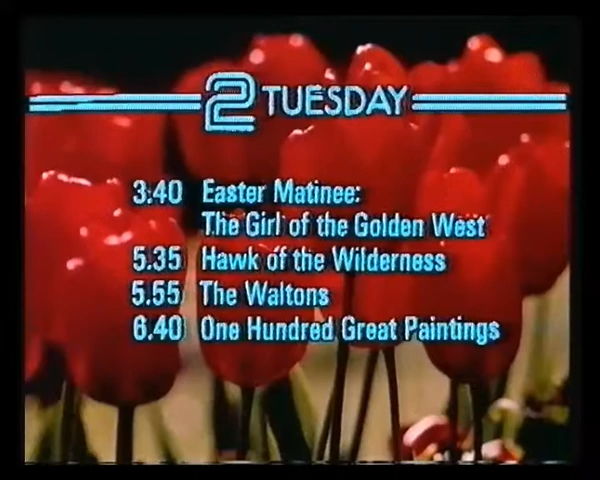 2 TUESDAY
3:40 Easter Matinee:
The Girl of the Golden West
5.35 Hawk of the Wilderness
5.55 The Waltons
6.40 One Hundred Great Paintings